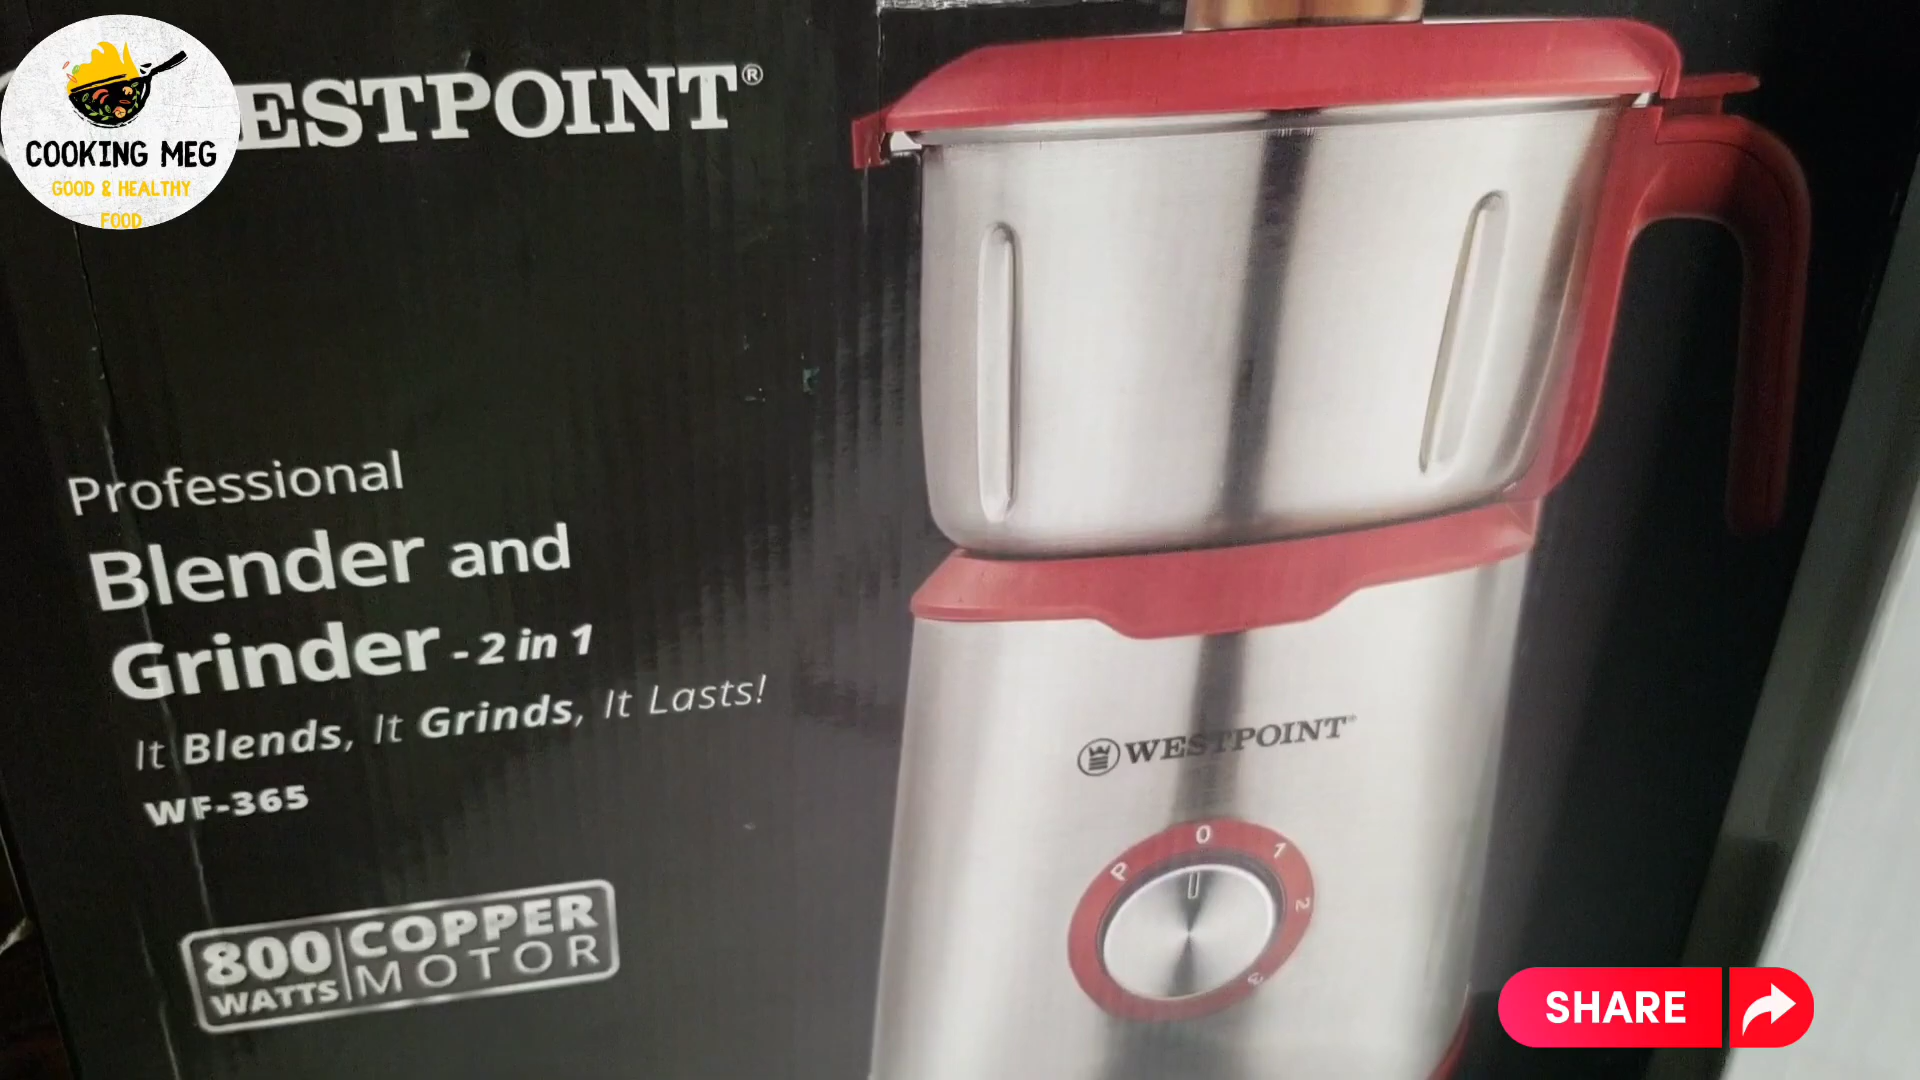 COOKING MEG
GOOD & HEALTHY
FOOD
ESTPOINT®
Professional
Blender and
Grinder - 2 in 1
It Blends, It Grinds, It Lasts!
WF-365
800 WATTS
COPPER MOTOR
WESTPOINT
P 0 1 2 3
SHARE